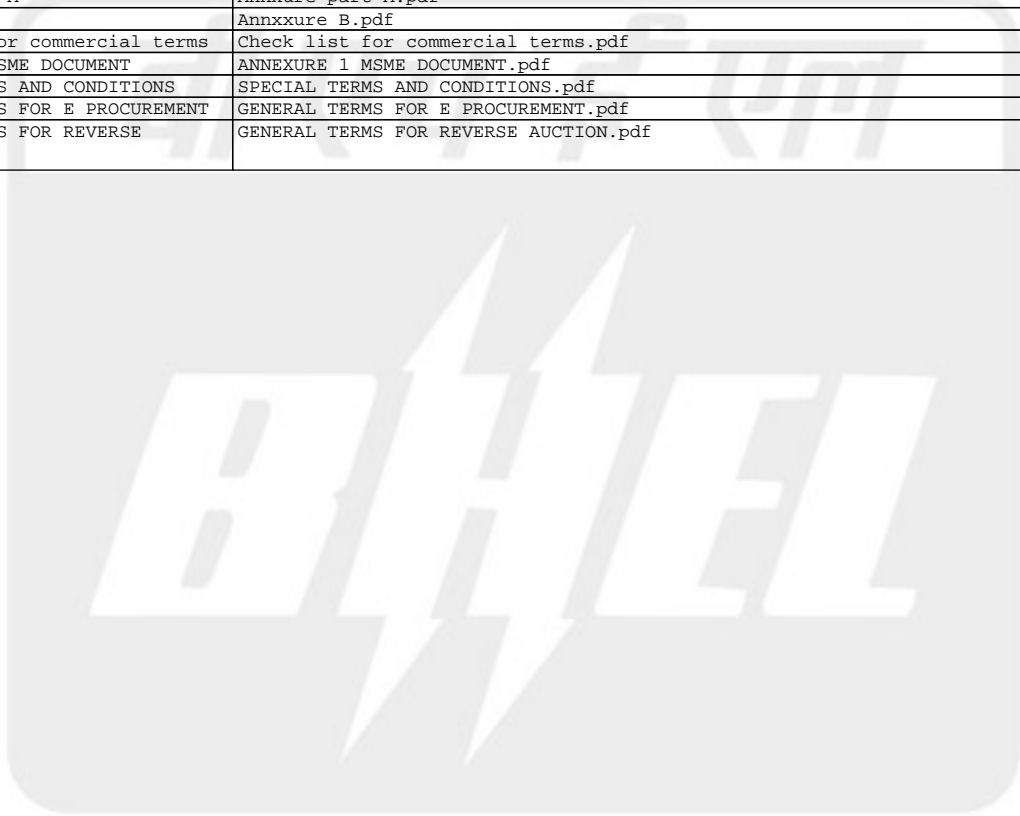 Annxxure B.pdf
or commercial terms Check list for commercial terms.pdf
SME DOCUMENT ANNEXURE 1 MSME DOCUMENT.pdf
S AND CONDITIONS SPECIAL TERMS AND CONDITIONS.pdf
S FOR E PROCUREMENT GENERAL TERMS FOR E PROCUREMENT.pdf
S FOR REVERSE GENERAL TERMS FOR REVERSE AUCTION.pdf
बी एच ई एल
BHEL